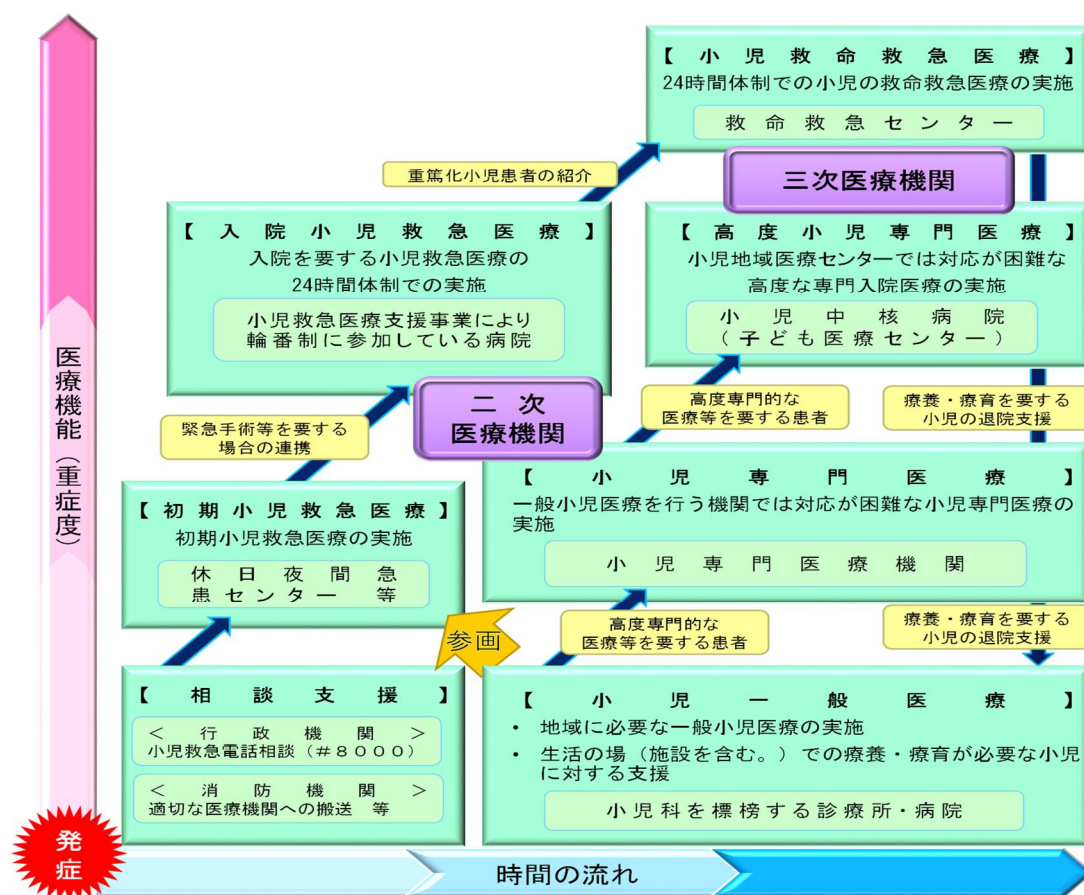 【小児救命救急医療】
24時間体制での小児の救命救急医療の実施
救命救急センター
三次医療機関
重篤化小児患者の紹介
【入院小児救急医療】
入院を要する小児救急医療の
24時間体制での実施
小児救急医療支援事業により
輪番制に参加している病院
【高度小児専門医療】
小児地域医療センターでは対応が困難な
高度な専門入院医療の実施
小児中核病院
(子ども医療センター)
二次
医療機関
緊急手術等を要する
場合の連携
高度専門的な
医療等を要する患者
療養・療育を要する
小児の退院支援
【初期小児救急医療】
初期小児救急医療の実施
休日夜間急
患センター 等
【小児専門医療】
一般小児医療を行う機関では対応が困難な小児専門医療の
実施
小児専門医療機関
参画
高度専門的な
医療等を要する患者
療養・療育を要する
小児の退院支援
【相談支援】
<行政機関>
小児救急電話相談(#8000)
<消防機関>
適切な医療機関への搬送 等
【小児一般医療】
• 地域に必要な一般小児医療の実施
• 生活の場(施設を含む。)での療養・療育が必要な小児
に対する支援
小児科を標榜する診療所・病院
医療機能(重症度)
発
症
時間の流れ